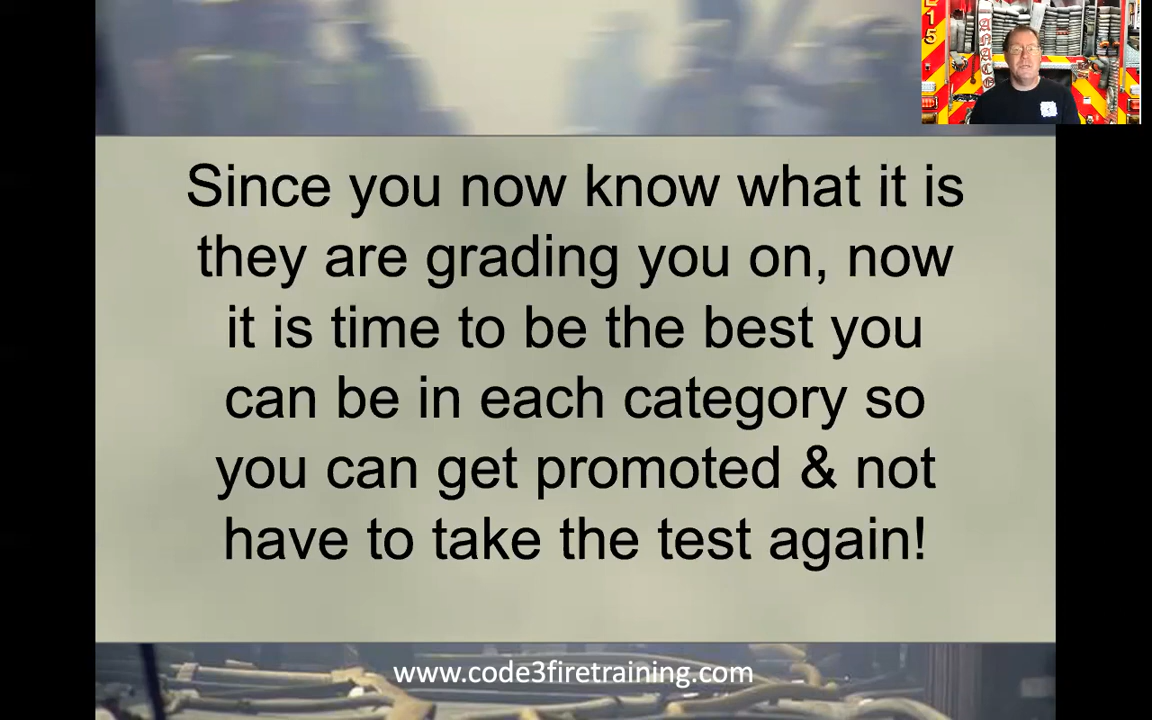 E15
Since you now know what it is
they are grading you on, now
it is time to be the best you
can be in each category so
you can get promoted & not
have to take the test again!
www.code3firetraining.com